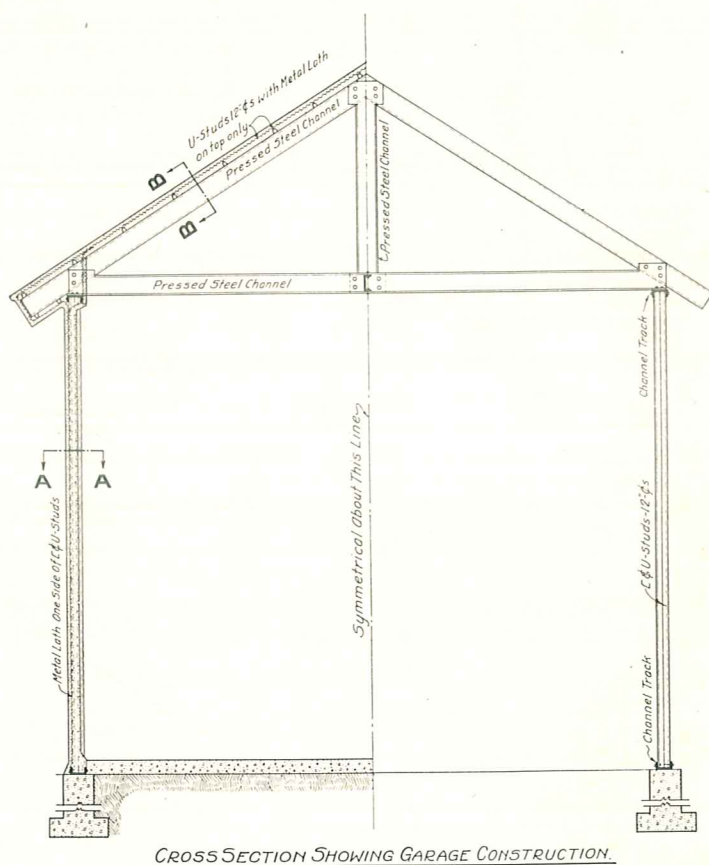 U-Studs 12"₵s with Metal Lath
on top only
Pressed Steel Channel
B
B
[ Pressed Steel Channel
Pressed Steel Channel
Channel Track
A A
Symmetrical About This Line
Metal Lath One Side Of [&U-Studs
[&U-Studs-12"₵s
Channel Track
CROSS SECTION SHOWING GARAGE CONSTRUCTION.